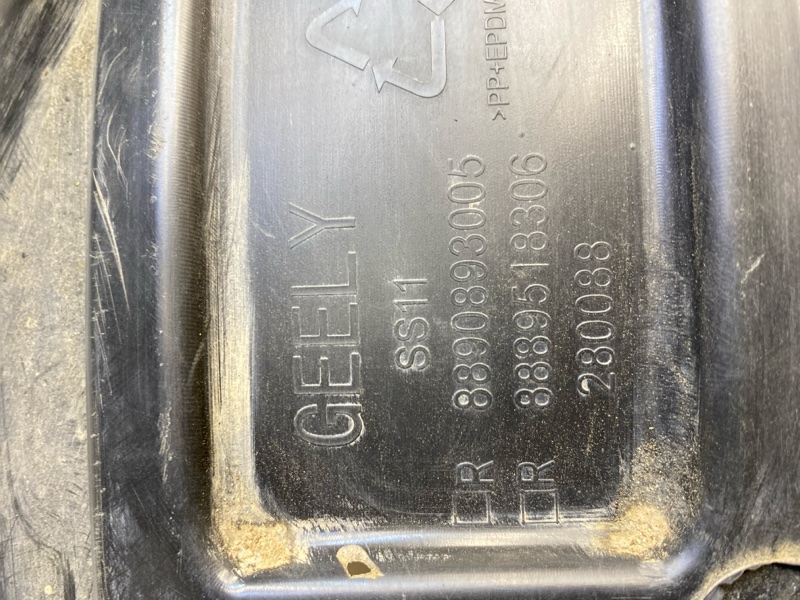 >PP+EPDM
GEELY
SS11
□R 8890893005
□R 8889518306
280088